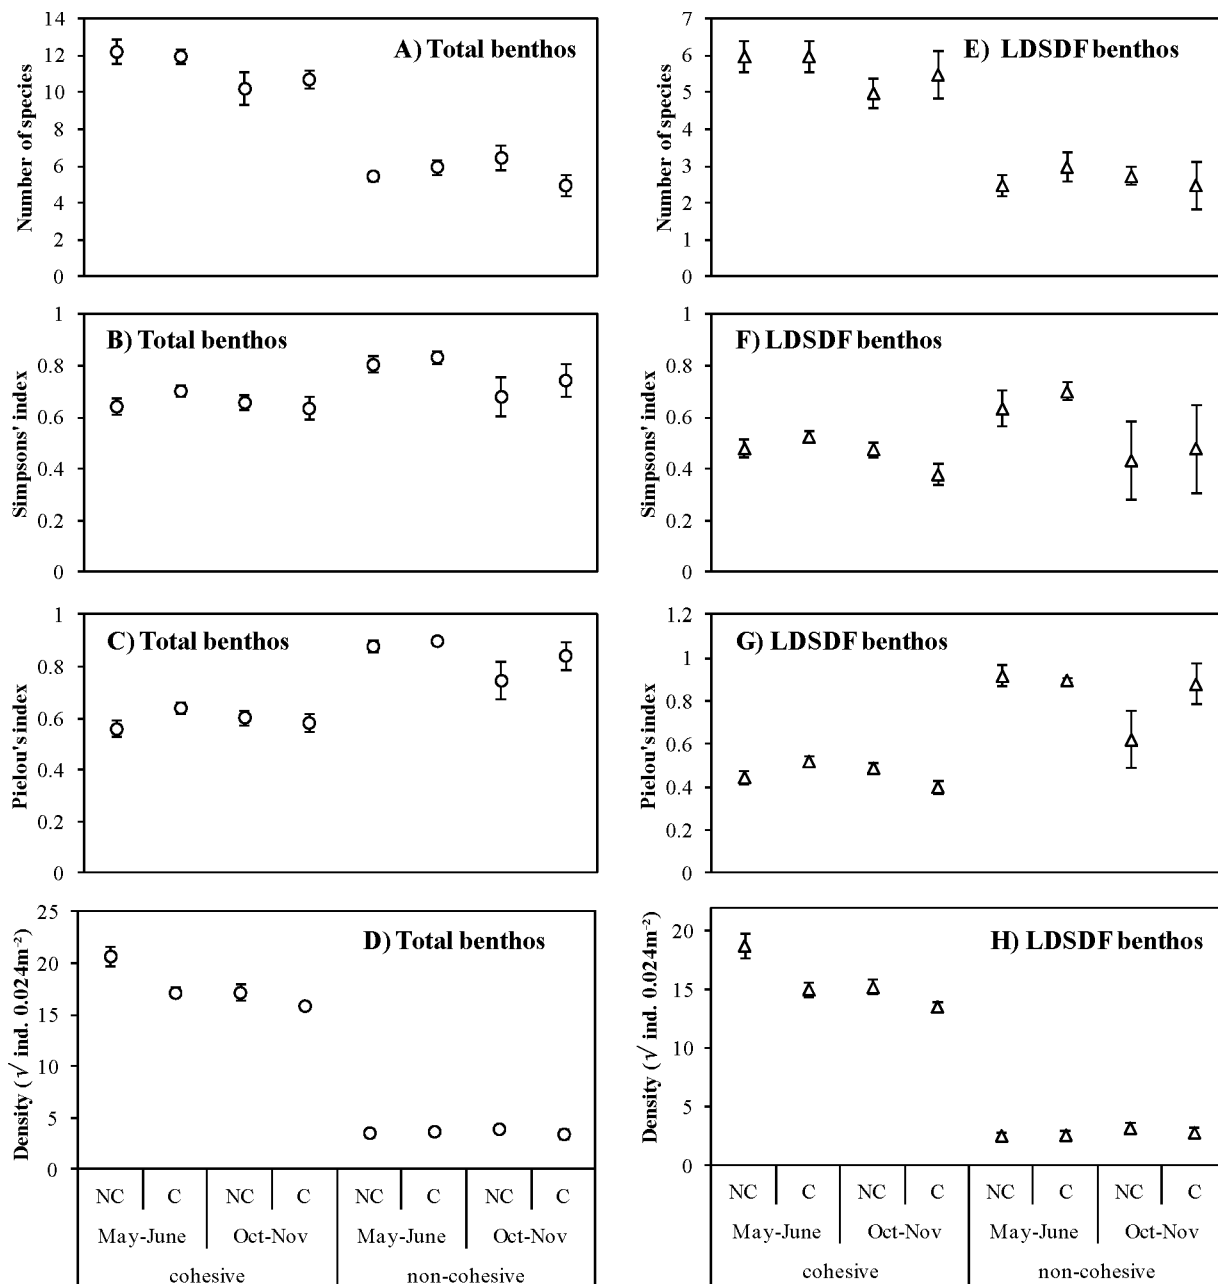 A) Total benthos
Number of species
14
12
10
8
6
4
2
0
E) LDSDF benthos
Number of species
7
6
5
4
3
2
1
0
B) Total benthos
Simpsons' index
1
0.8
0.6
0.4
0.2
0
F) LDSDF benthos
Simpsons' index
1
0.8
0.6
0.4
0.2
0
C) Total benthos
Pielou's index
1
0.8
0.6
0.4
0.2
0
G) LDSDF benthos
Pielou's index
1.2
1
0.8
0.6
0.4
0.2
0
D) Total benthos
Density (√ ind. 0.024m⁻²)
25
20
15
10
5
0
NC C NC C NC C NC C
May-June Oct-Nov May-June Oct-Nov
cohesive non-cohesive
H) LDSDF benthos
Density (√ ind. 0.024m⁻²)
20
15
10
5
0
NC C NC C NC C NC C
May-June Oct-Nov May-June Oct-Nov
cohesive non-cohesive